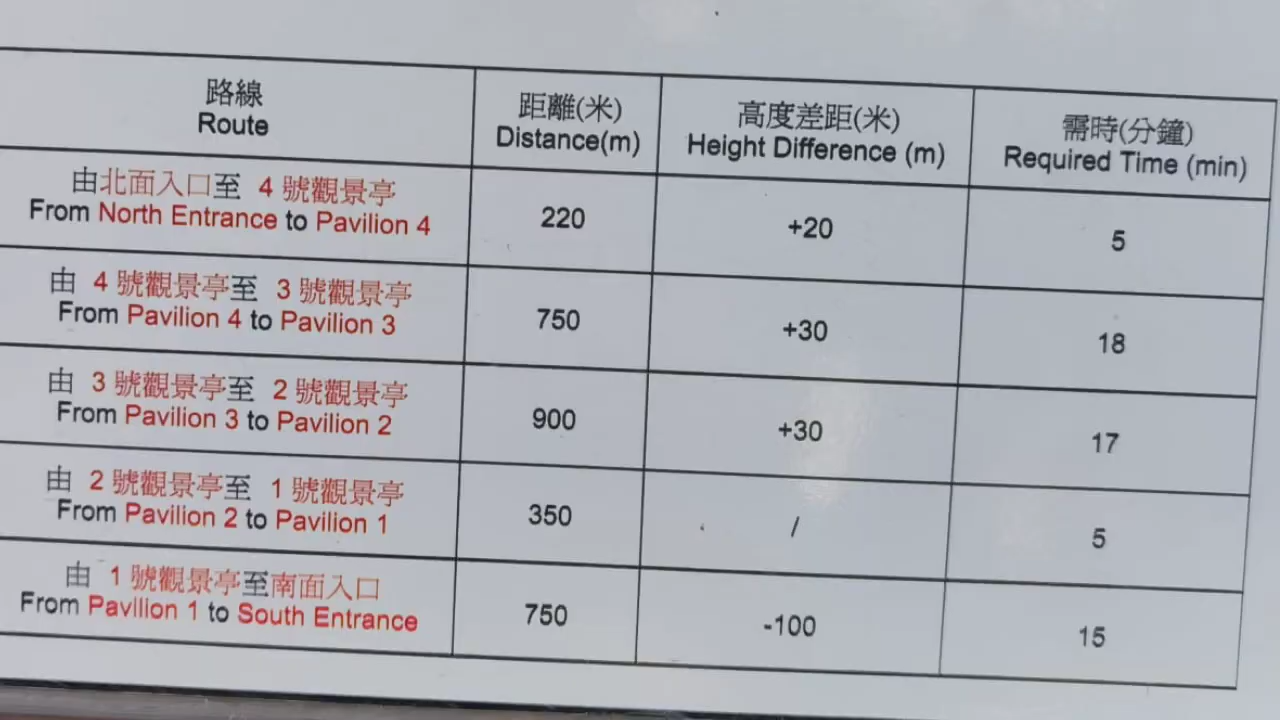 路線
Route
距離(米)
Distance(m)
高度差距(米)
Height Difference (m)
需時(分鐘)
Required Time (min)
由北面入口至 4 號觀景亭
From North Entrance to Pavilion 4
220
+20
5
由 4 號觀景亭至 3 號觀景亭
From Pavilion 4 to Pavilion 3
750
+30
18
由 3 號觀景亭至 2 號觀景亭
From Pavilion 3 to Pavilion 2
900
+30
17
由 2 號觀景亭至 1 號觀景亭
From Pavilion 2 to Pavilion 1
350
/
5
由 1 號觀景亭至南面入口
From Pavilion 1 to South Entrance
750
-100
15